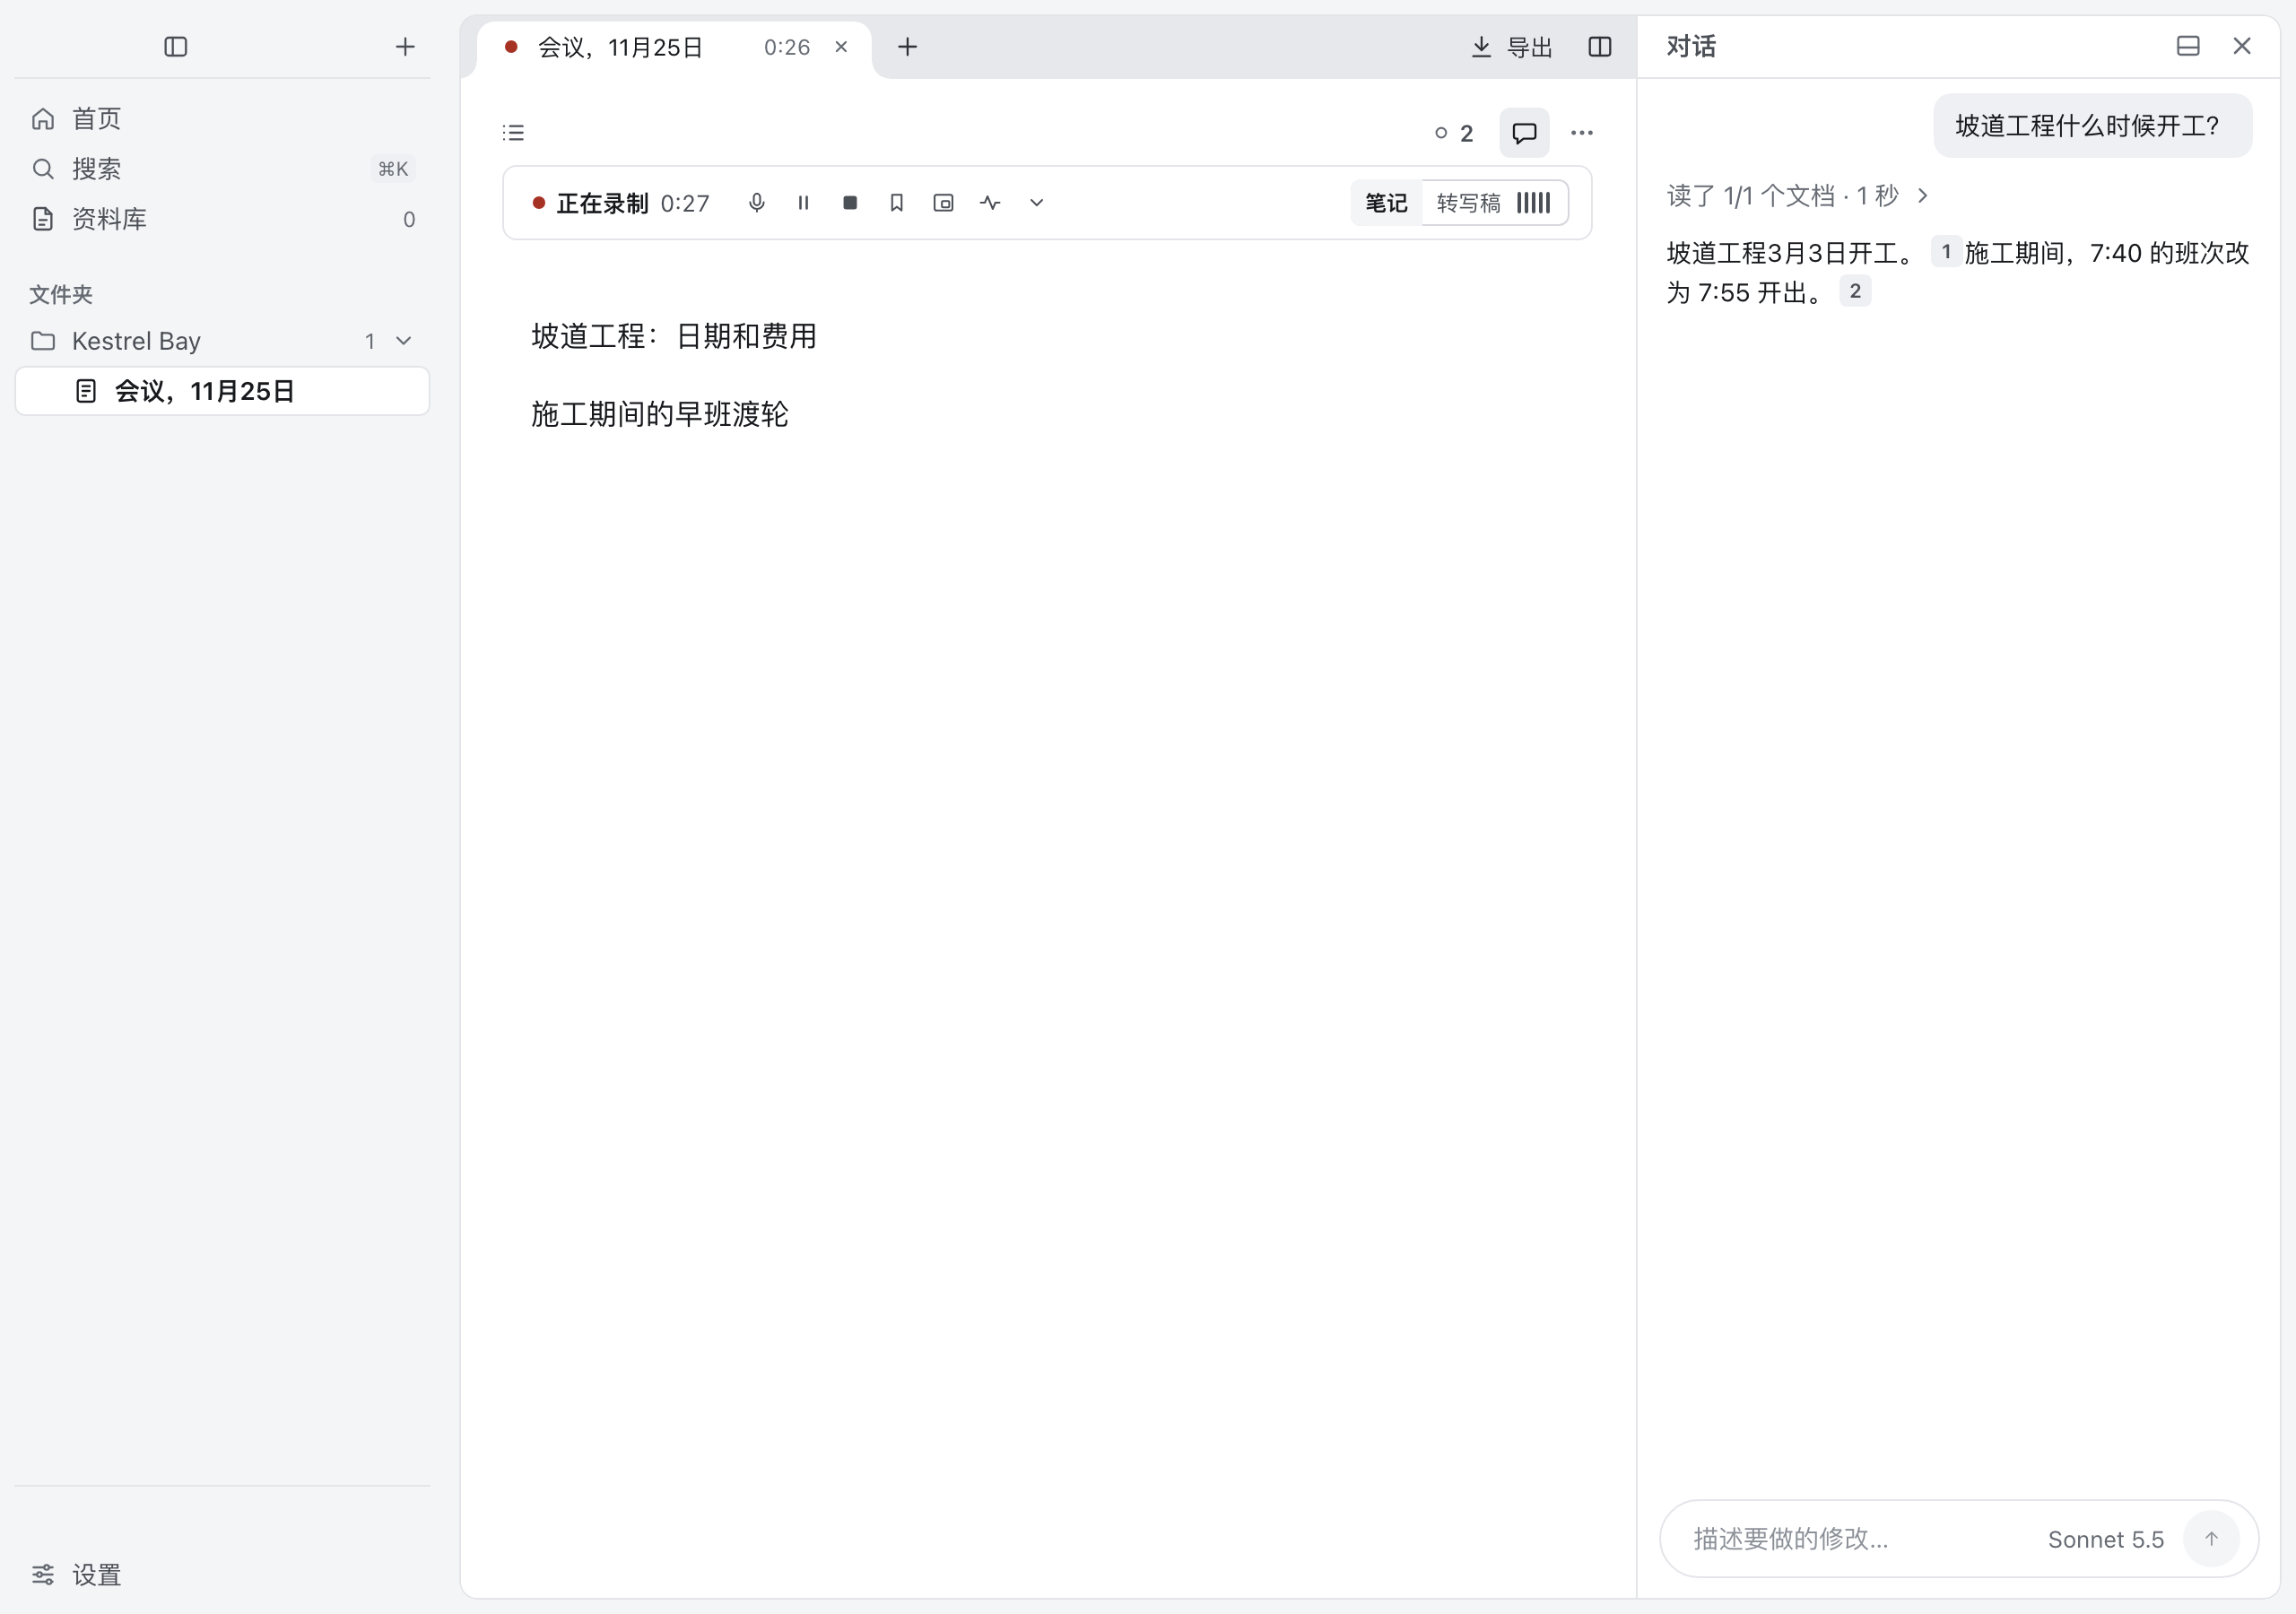 首页
搜索 ⌘K
资料库 0
文件夹
Kestrel Bay 1
会议，11月25日
设置
会议，11月25日 0:26
导出
2
正在录制 0:27
笔记 转写稿
坡道工程：日期和费用
施工期间的早班渡轮
对话
坡道工程什么时候开工？
读了 1/1 个文档 · 1 秒
坡道工程3月3日开工。 1 施工期间，7:40 的班次改
为 7:55 开出。 2
描述要做的修改... Sonnet 5.5